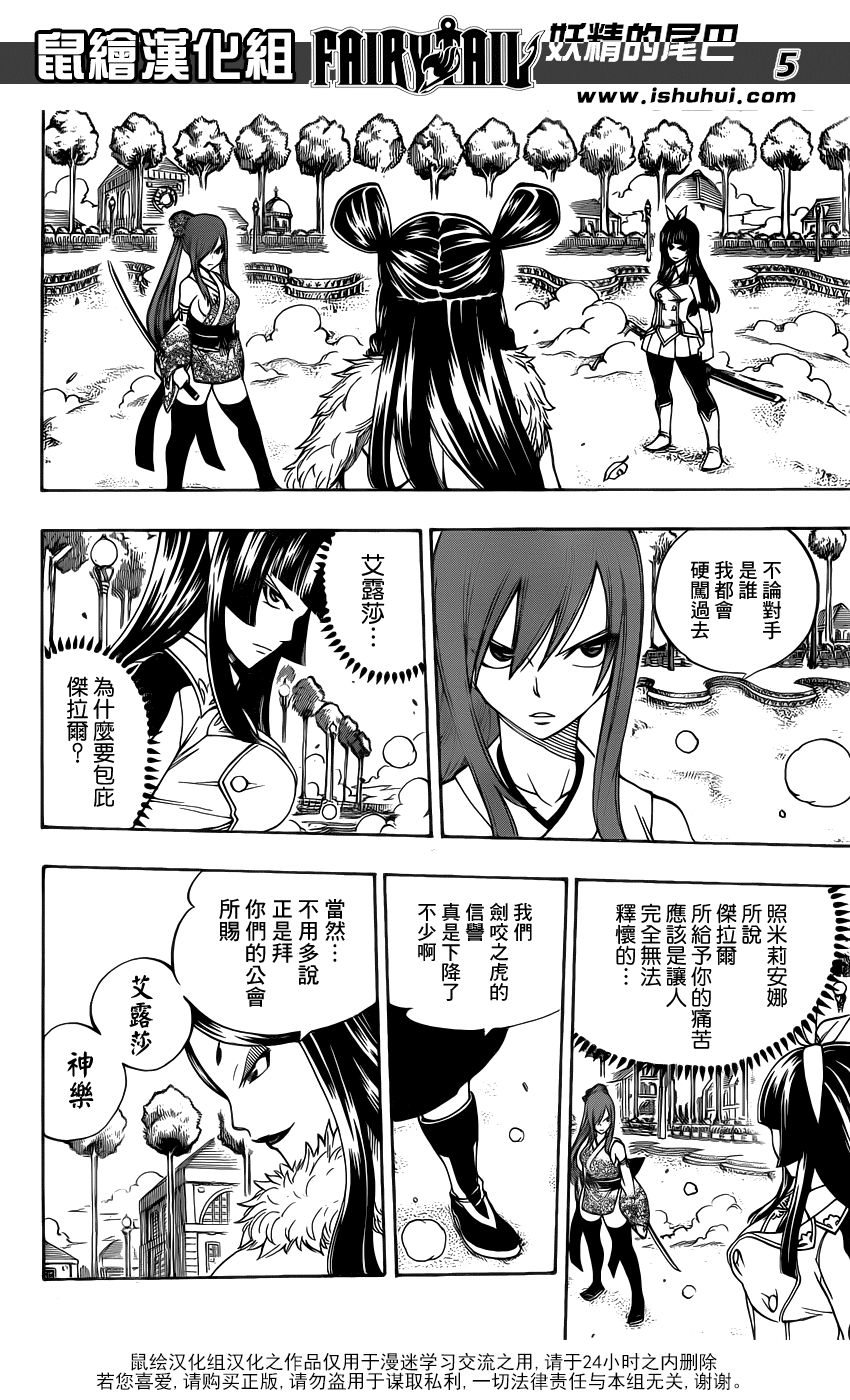 鼠繪漢化組 FAIRY TAIL 妖精的尾巴 5
www.ishuhui.com
不論對手
是誰
我都會
硬闖過去
艾露莎…
為什麼要包庇
傑拉爾？
照米莉安娜
所說
傑拉爾
所給予你的痛苦
應該是讓人
完全無法
釋懷的…
我們
劍咬之虎的
信譽
真是下降了
不少啊
當然…
不用多說
正是拜
你們的公會
所賜
艾露莎
神樂
鼠绘汉化组汉化之作品仅用于漫迷学习交流之用, 请于24小时之内删除
若您喜爱, 请购买正版, 请勿盗用于谋取私利, 一切法律责任与本组无关, 谢谢。